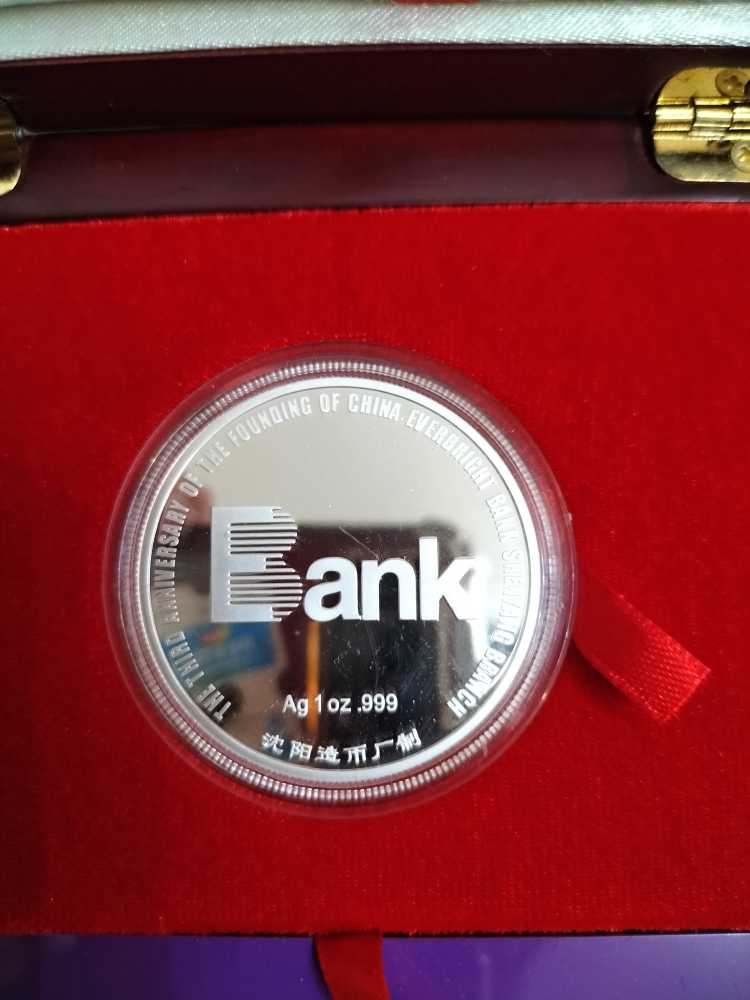 THE THIRD ANNIVERSARY OF THE FOUNDING OF CHINA EVERBRIGHT BANK SHENYANG BRANCH
Bank
Ag 1 oz .999
沈阳造币厂制